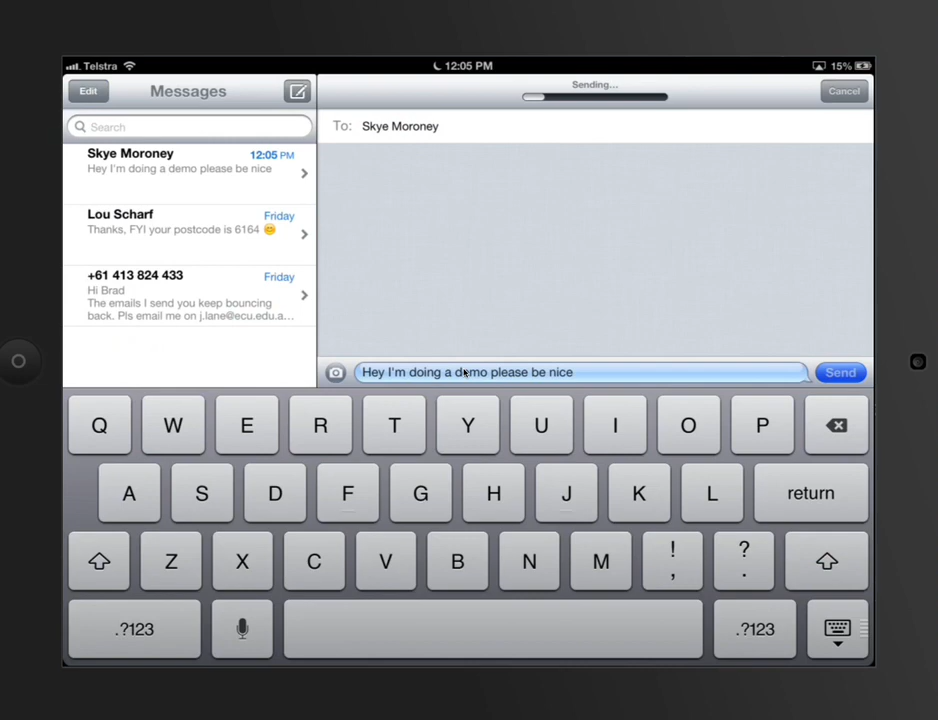 Telstra
12:05 PM
15%
Edit
Messages
Sending...
Cancel
Search
To: Skye Moroney
Skye Moroney
12:05 PM
Hey I'm doing a demo please be nice
Lou Scharf
Friday
Thanks, FYI your postcode is 6164 😊
+61 413 824 433
Friday
Hi Brad
The emails I send you keep bouncing
back. Pls email me on j.lane@ecu.edu.a...
Hey I'm doing a demo please be nice
Send
Q W E R T Y U I O P
A S D F G H J K L return
Z X C V B N M ! , ? .
.?123 .?123